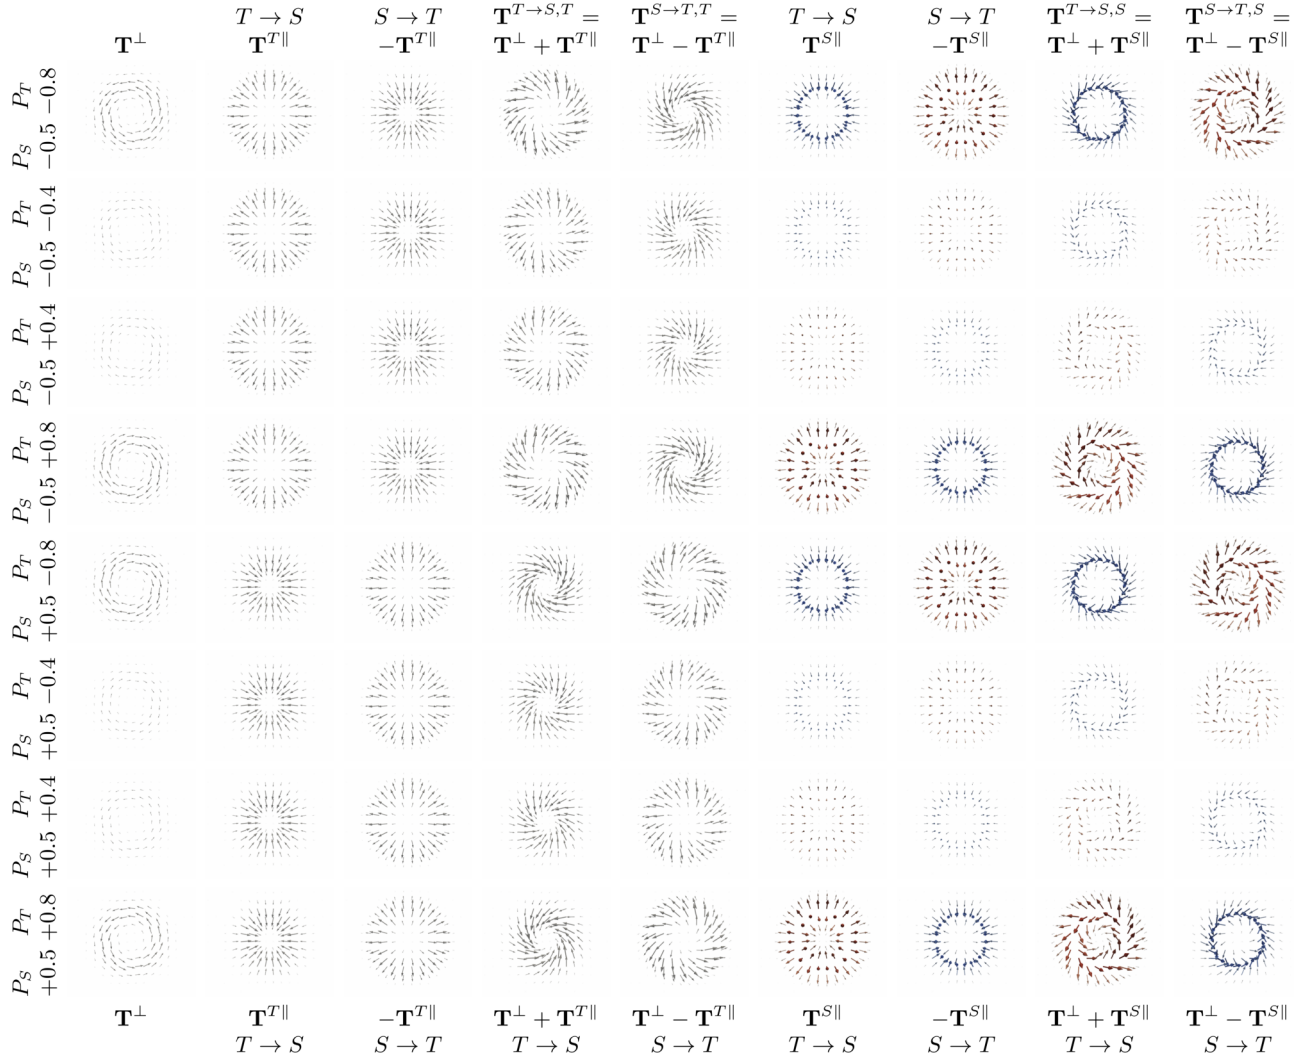 T → S S → T T^{T→S,T} = T^{S→T,T} = T → S S → T T^{T→S,S} = T^{S→T,S} =
T^⊥ T^{T∥} −T^{T∥} T^⊥ + T^{T∥} T^⊥ − T^{T∥} T^{S∥} −T^{S∥} T^⊥ + T^{S∥} T^⊥ − T^{S∥}
P_S P_T
−0.5 −0.8
P_S P_T
−0.5 −0.4
P_S P_T
−0.5 +0.4
P_S P_T
−0.5 +0.8
P_S P_T
+0.5 −0.8
P_S P_T
+0.5 −0.4
P_S P_T
+0.5 +0.4
P_S P_T
+0.5 +0.8
T^⊥ T^{T∥} −T^{T∥} T^⊥ + T^{T∥} T^⊥ − T^{T∥} T^{S∥} −T^{S∥} T^⊥ + T^{S∥} T^⊥ − T^{S∥}
T → S S → T T → S S → T T → S S → T T → S S → T